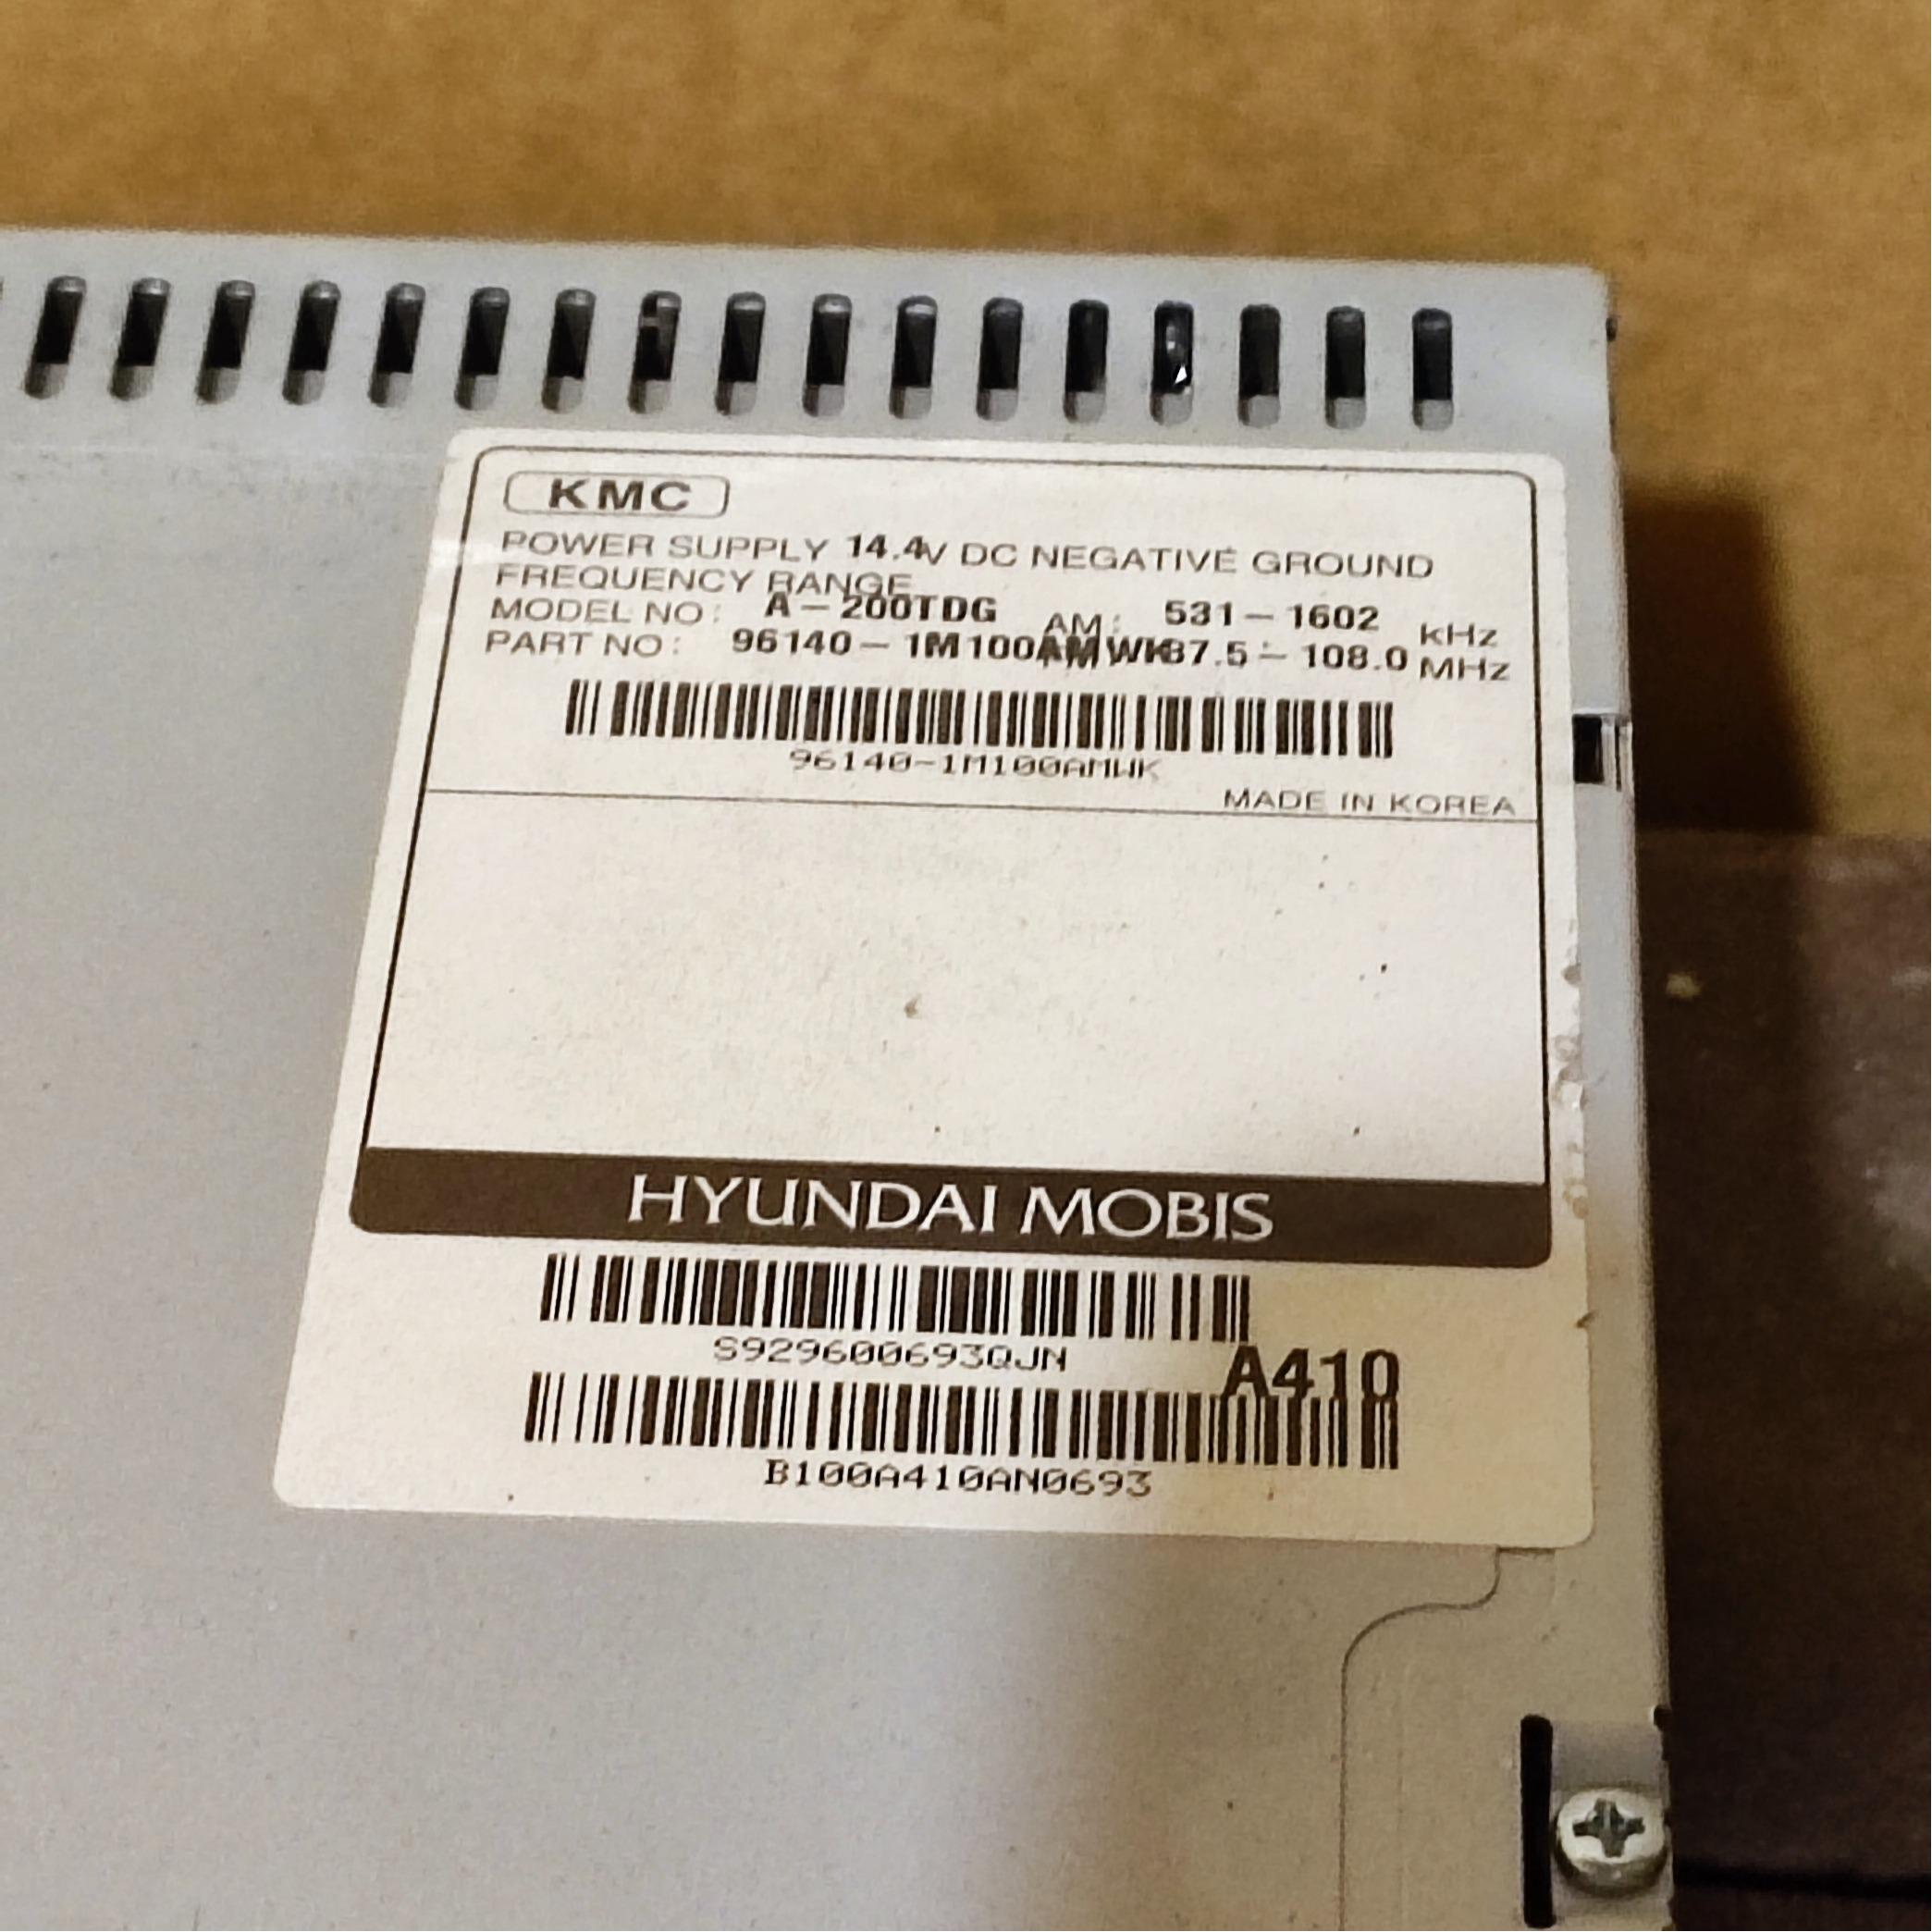 KMC
POWER SUPPLY 14.4V DC NEGATIVE GROUND
FREQUENCY RANGE
MODEL NO: A-200TDG AM: 531-1602 kHz
PART NO: 96140-1M100AMWK 87.5-108.0 MHz
96140-1M100AMWK
MADE IN KOREA
HYUNDAI MOBIS
S929600693QJN
A410
B100A410AN0693